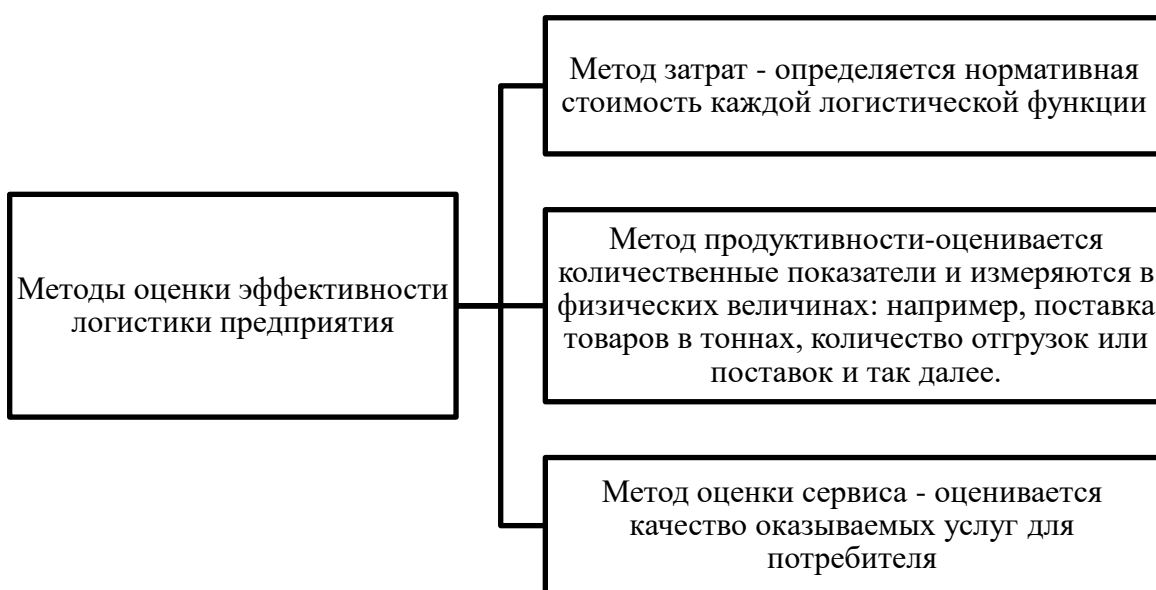 Методы оценки эффективности
логистики предприятия
Метод затрат - определяется нормативная
стоимость каждой логистической функции
Метод продуктивности-оценивается
количественные показатели и измеряются в
физических величинах: например, поставка
товаров в тоннах, количество отгрузок или
поставок и так далее.
Метод оценки сервиса - оценивается
качество оказываемых услуг для
потребителя